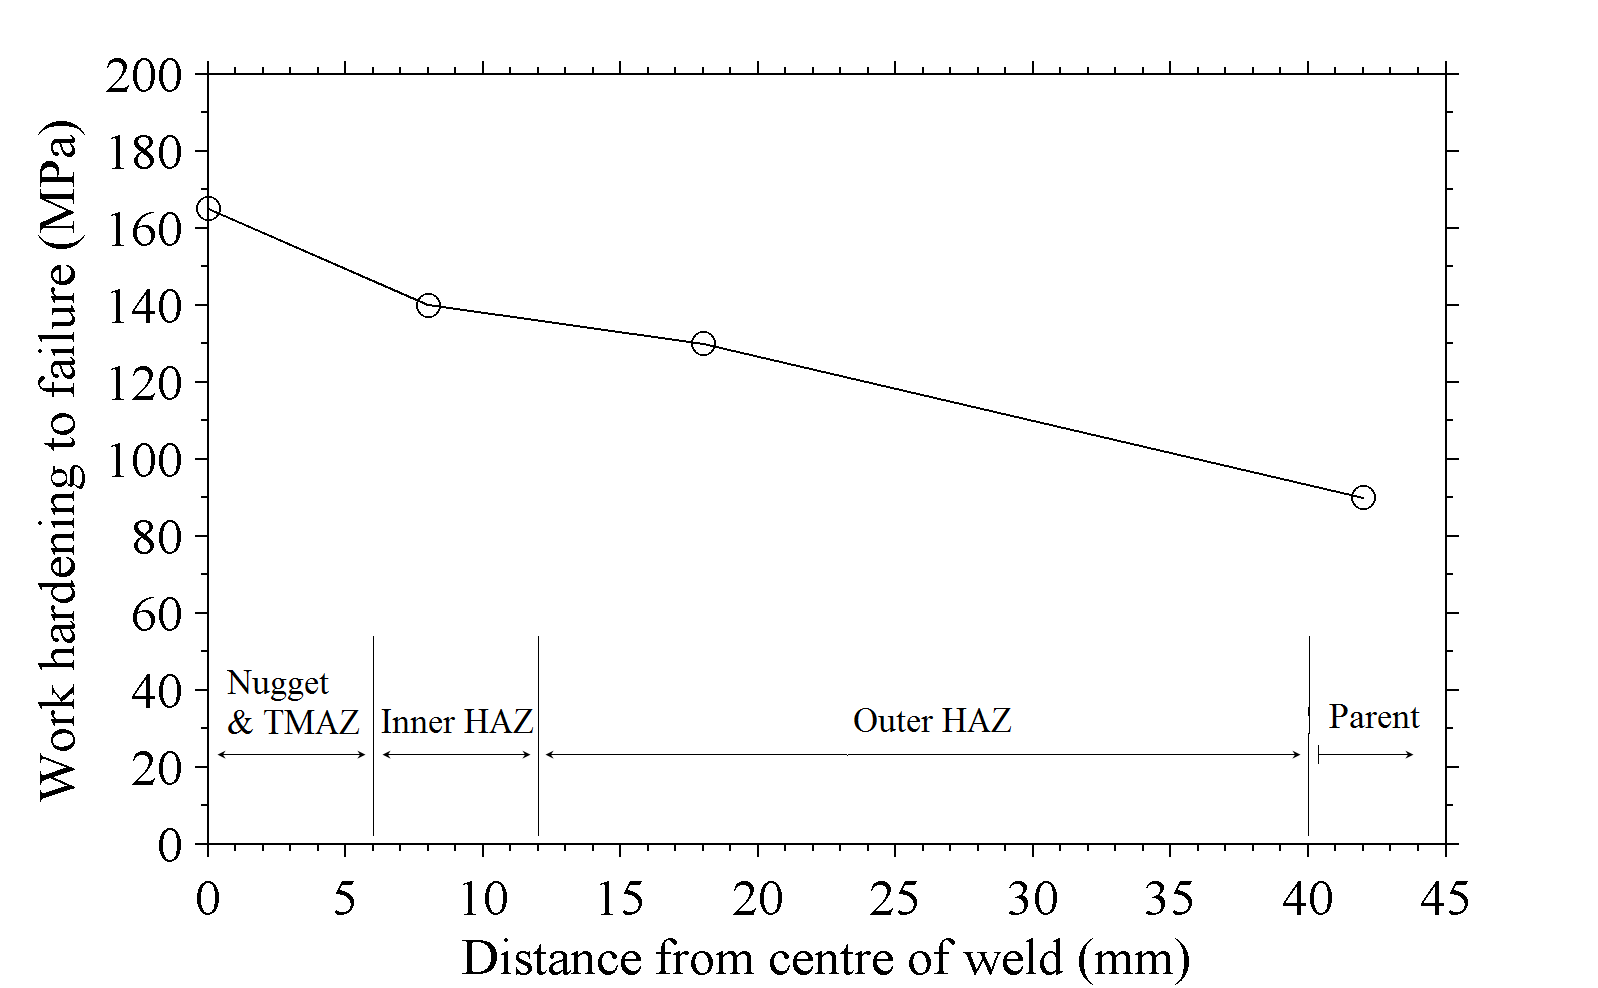 Work hardening to failure (MPa)
200
180
160
140
120
100
80
60
40
20
0
Nugget
& TMAZ
Inner HAZ
Outer HAZ
Parent
0 5 10 15 20 25 30 35 40 45
Distance from centre of weld (mm)